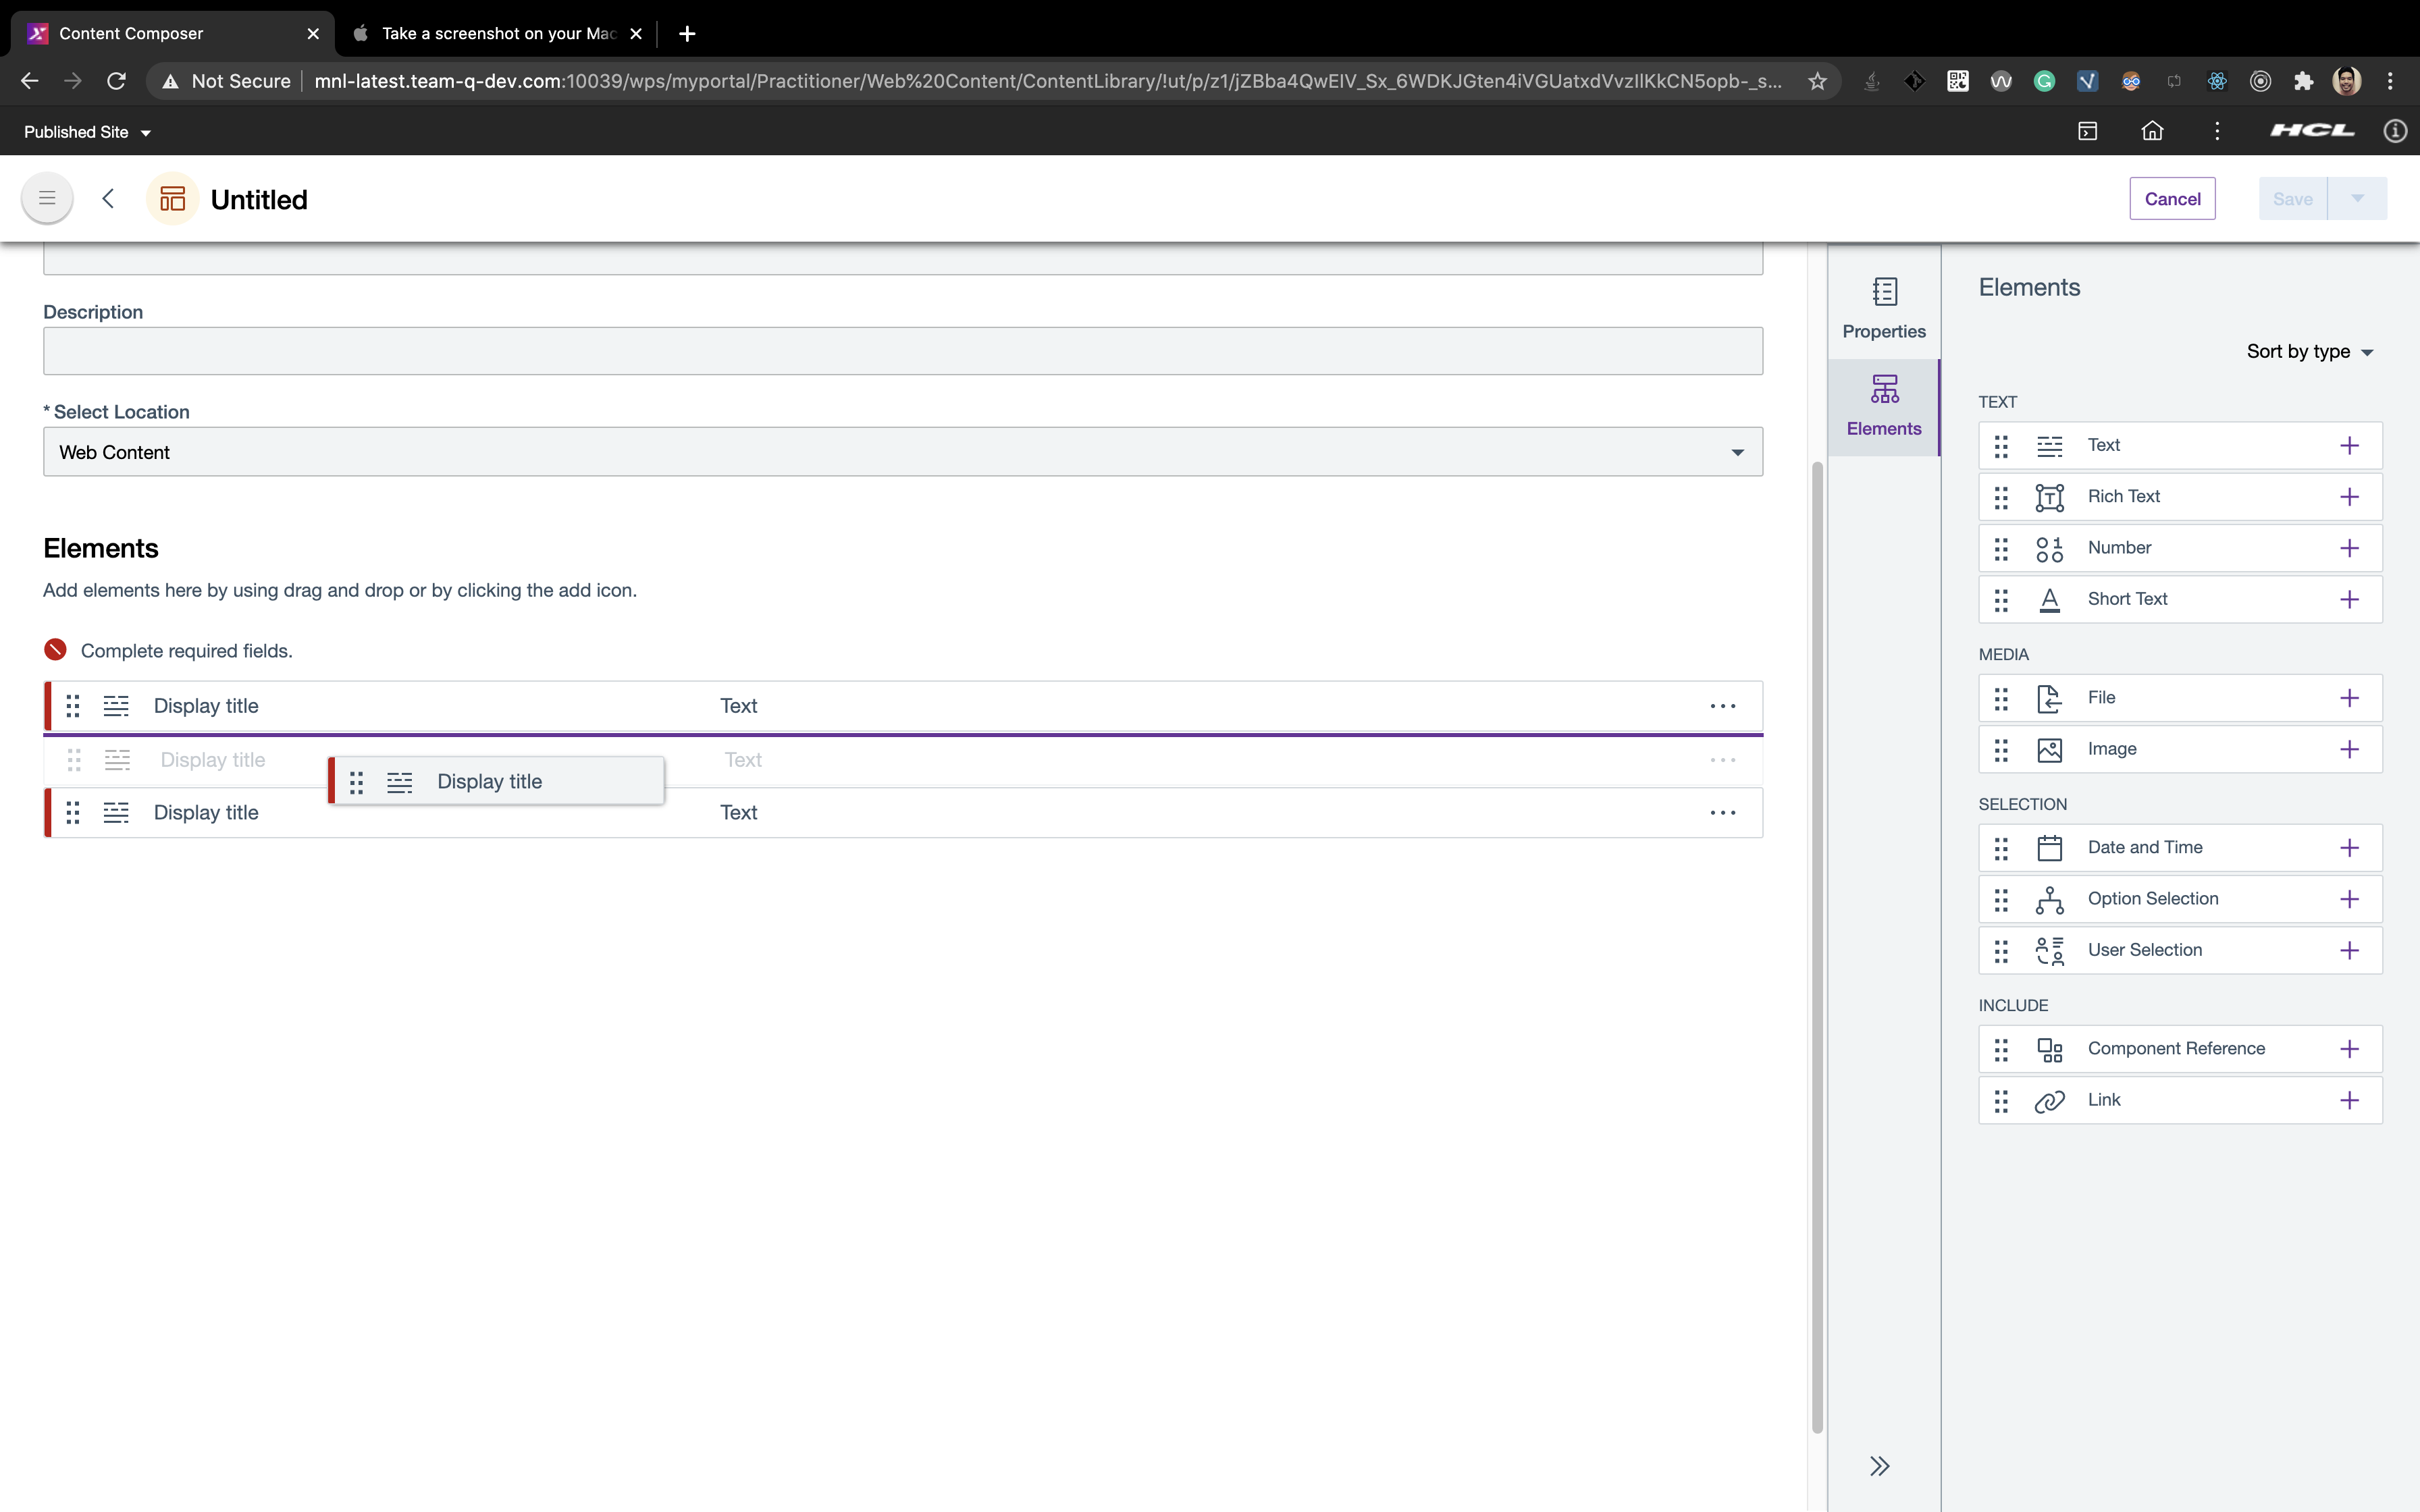 Content Composer
Take a screenshot on your Mac
Not Secure mnl-latest.team-q-dev.com:10039/wps/myportal/Practitioner/Web%20Content/ContentLibrary/!ut/p/z1/jZBba4QwEIV_Sx_6WDKJGten4iVGUatxdVvzIlKkCN5opb-_s...
Published Site
HCL
Untitled
Cancel
Save
Description
* Select Location
Web Content
Elements
Add elements here by using drag and drop or by clicking the add icon.
Complete required fields.
Display title Text
Display title Text
Display title
Display title Text
Properties
Elements
Elements
Sort by type
TEXT
Text
Rich Text
Number
Short Text
MEDIA
File
Image
SELECTION
Date and Time
Option Selection
User Selection
INCLUDE
Component Reference
Link